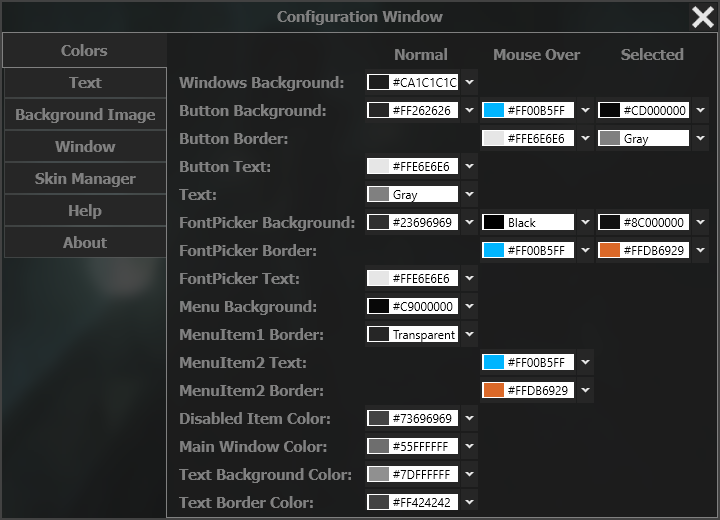 Configuration Window
Colors
Text
Background Image
Window
Skin Manager
Help
About
Normal Mouse Over Selected
Windows Background: #CA1C1C1C
Button Background: #FF262626 #FF00B5FF #CD000000
Button Border: #FFE6E6E6 Gray
Button Text: #FFE6E6E6
Text: Gray
FontPicker Background: #23696969 Black #8C000000
FontPicker Border: #FF00B5FF #FFDB6929
FontPicker Text: #FFE6E6E6
Menu Background: #C9000000
MenuItem1 Border: Transparent
MenuItem2 Text: #FF00B5FF
MenuItem2 Border: #FFDB6929
Disabled Item Color: #73696969
Main Window Color: #55FFFFFF
Text Background Color: #7DFFFFFF
Text Border Color: #FF424242